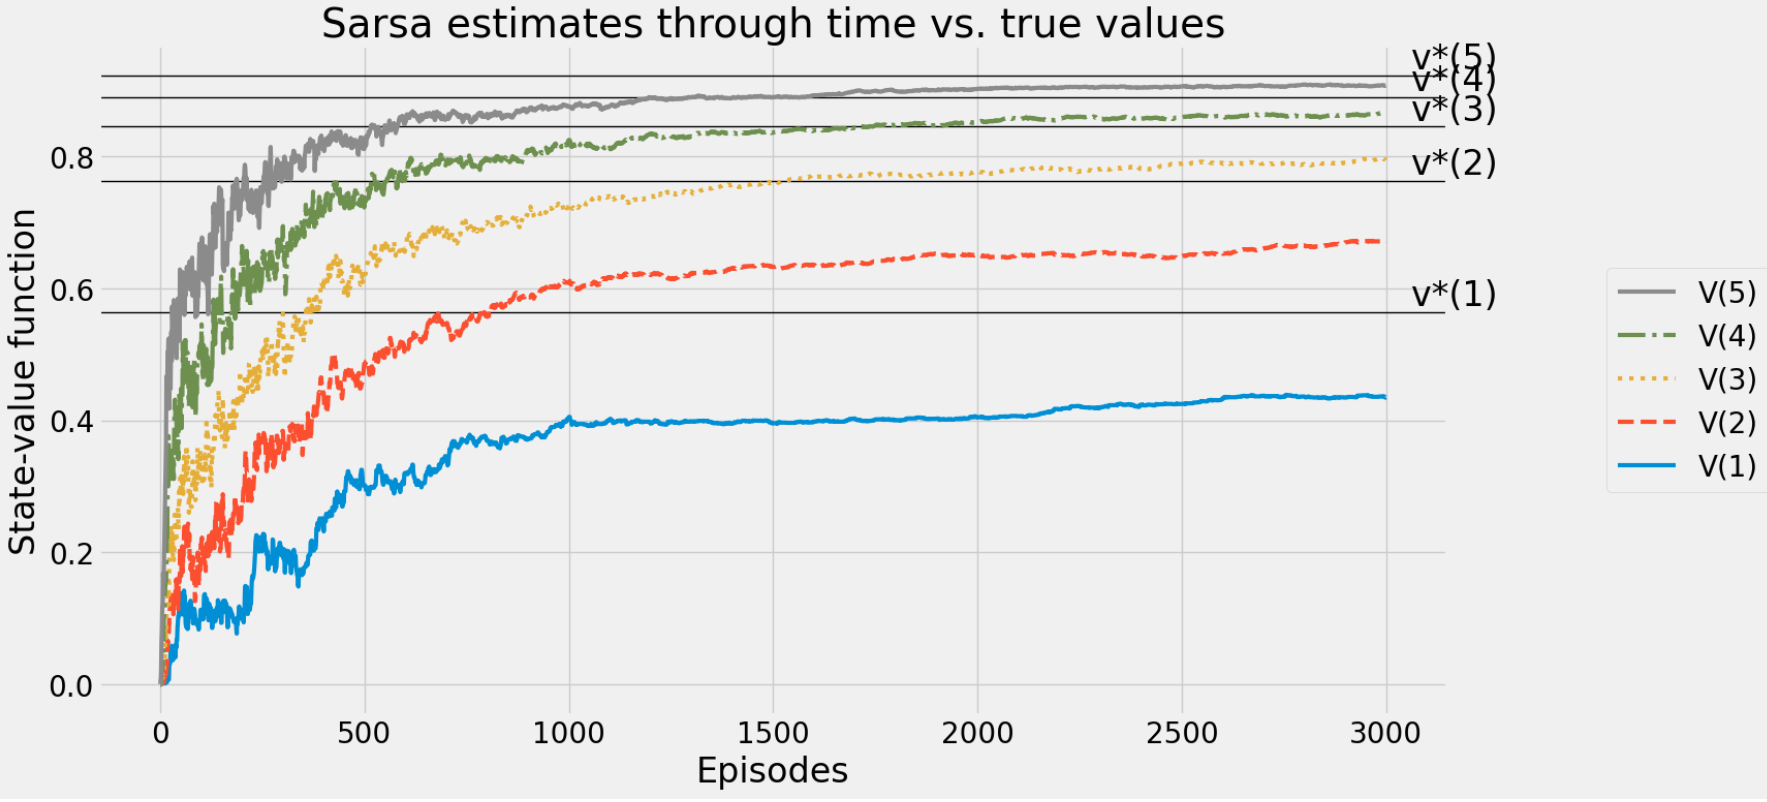 Sarsa estimates through time vs. true values
v*(5)
v*(4)
v*(3)
v*(2)
v*(1)
State-value function
0.8
0.6
0.4
0.2
0.0
0 500 1000 1500 2000 2500 3000
Episodes
V(5)
V(4)
V(3)
V(2)
V(1)